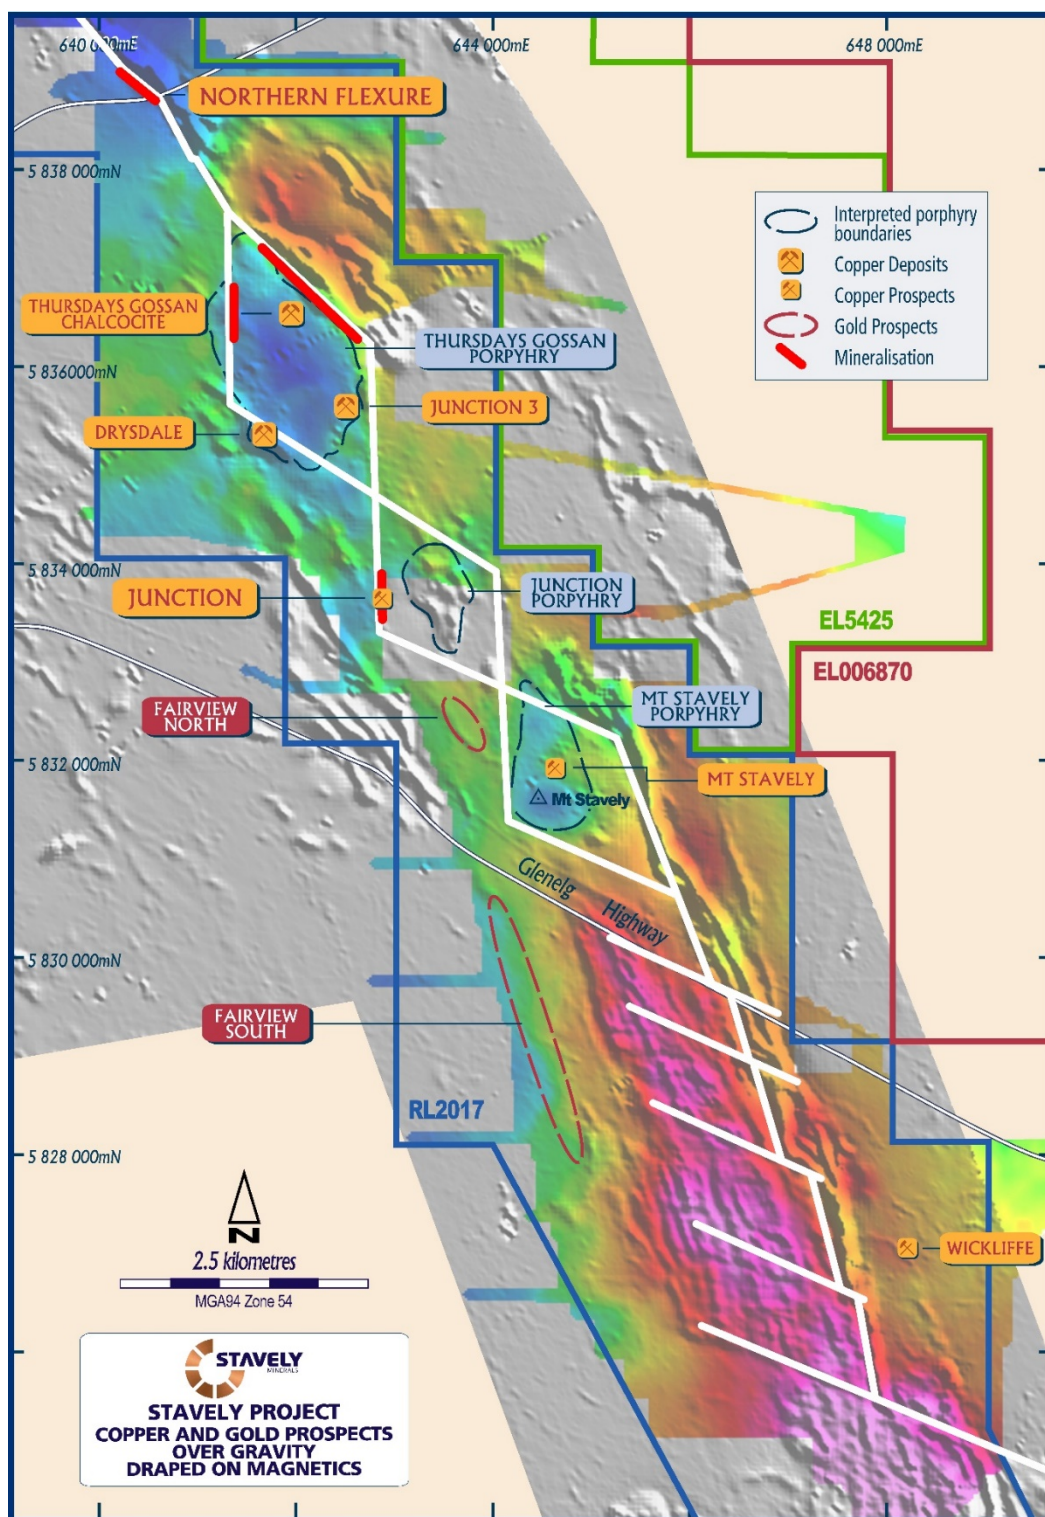 640 000mE
644 000mE
648 000mE
NORTHERN FLEXURE
5 838 000mN
Interpreted porphyry
boundaries
Copper Deposits
Copper Prospects
Gold Prospects
Mineralisation
THURSDAYS GOSSAN
CHALCOCITE
THURSDAYS GOSSAN
PORPYHRY
5 836000mN
JUNCTION 3
DRYSDALE
5 834 000mN
JUNCTION
JUNCTION
PORPYHRY
EL5425
EL006870
FAIRVIEW
NORTH
MT STAVELY
PORPYHRY
5 832 000mN
MT STAVELY
Mt Stavely
Glenelg
Highway
5 830 000mN
FAIRVIEW
SOUTH
RL2017
5 828 000mN
N
2.5 kilometres
MGA94 Zone 54
WICKLIFFE
STAVELY
MINERALS
STAVELY PROJECT
COPPER AND GOLD PROSPECTS
OVER GRAVITY
DRAPED ON MAGNETICS